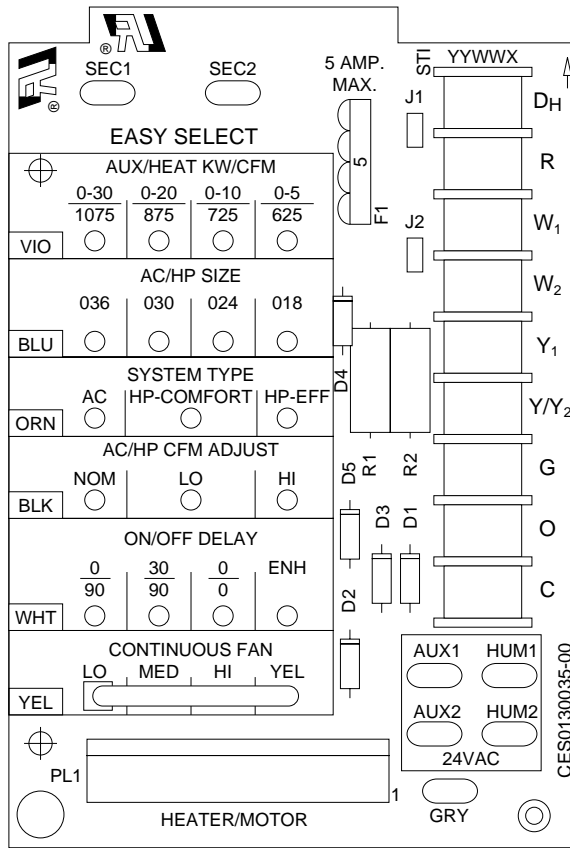 STI YYWWX
® ®
SEC1 SEC2
5 AMP.
MAX.
J1
DH
R
W1
W2
Y1
Y/Y2
G
O
C
5
F1
J2
EASY SELECT
AUX/HEAT KW/CFM
0-30 0-20 0-10 0-5
1075 875 725 625
VIO
AC/HP SIZE
036 030 024 018
BLU
SYSTEM TYPE
AC HP-COMFORT HP-EFF
ORN
AC/HP CFM ADJUST
NOM LO HI
BLK
ON/OFF DELAY
0 30 0 ENH
90 90 0
WHT
CONTINUOUS FAN
LO MED HI YEL
YEL
D4
R1 R2
D5
D3 D1
D2
AUX1 HUM1
AUX2 HUM2
24VAC
CES0130035-00
PL1
1
HEATER/MOTOR
GRY